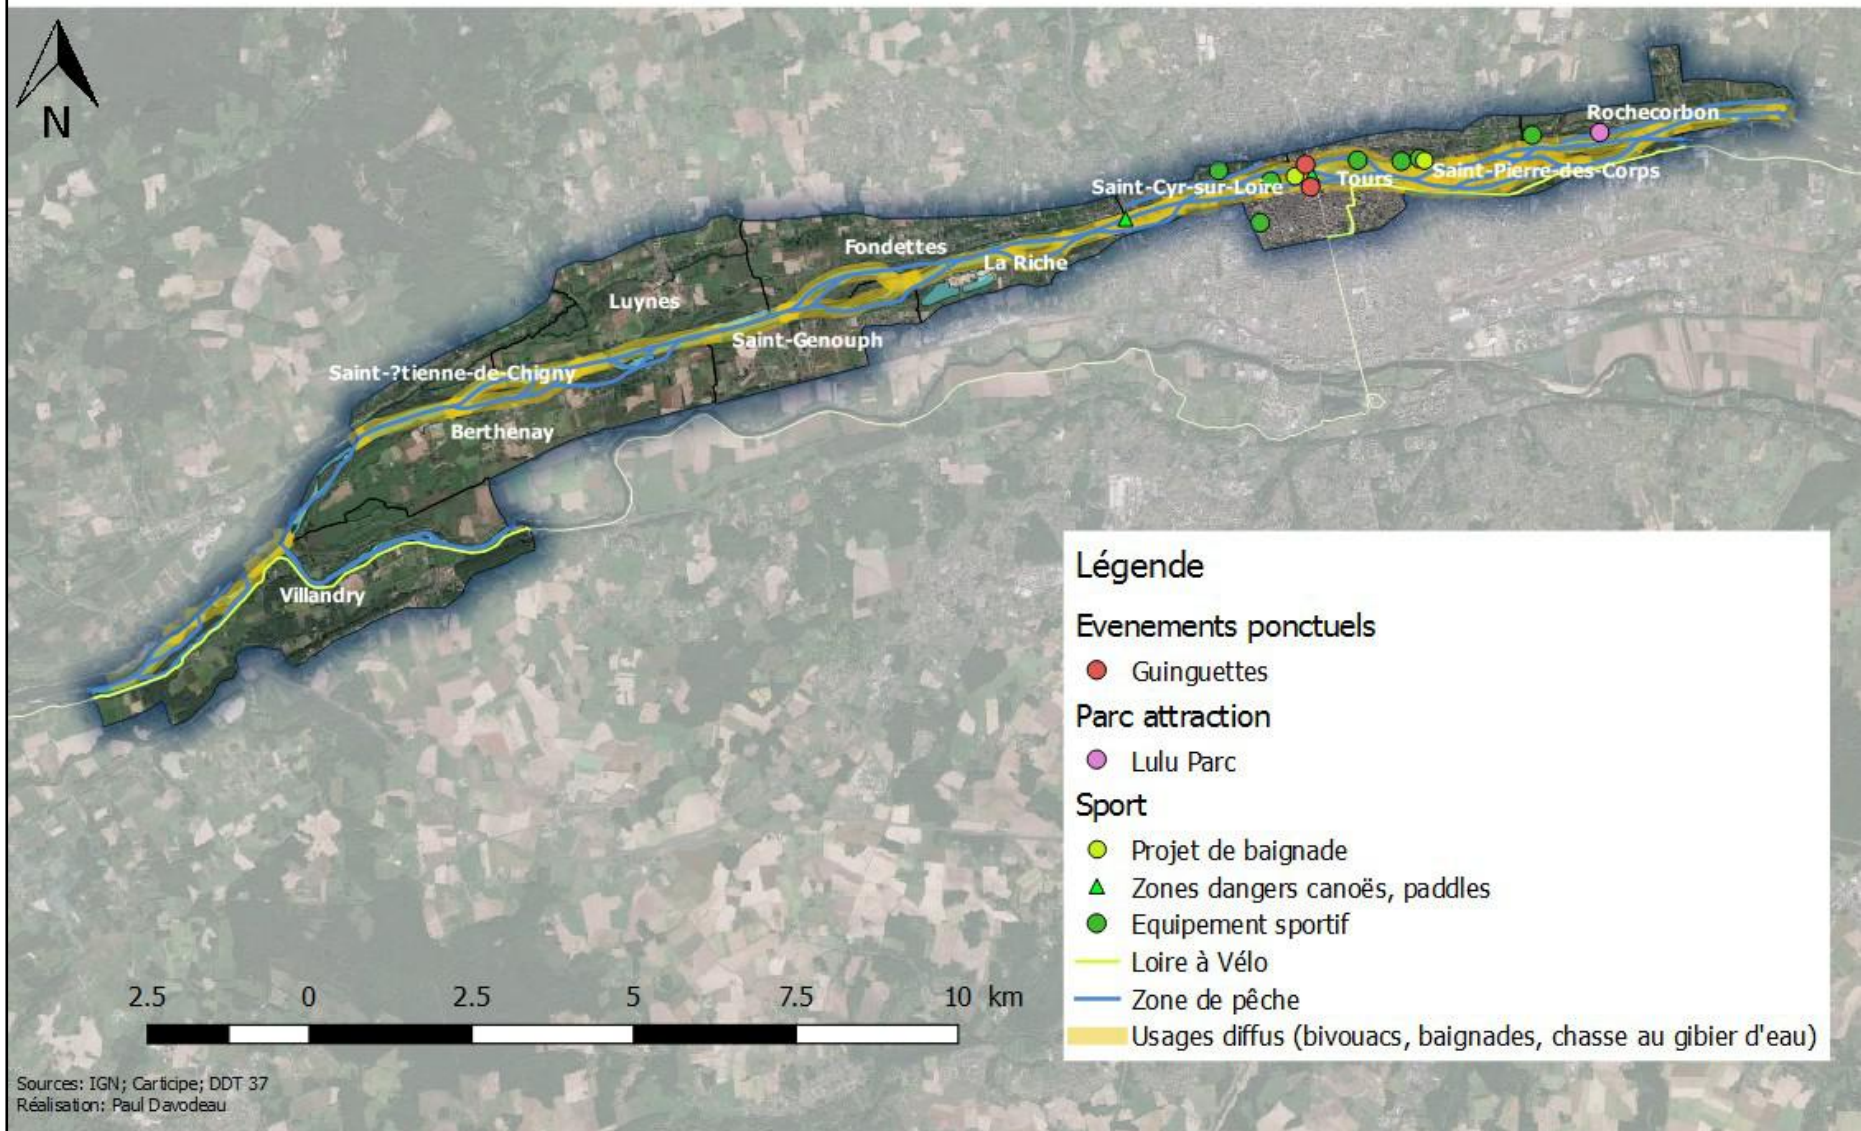 N
Rochecorbon
Saint-Pierre-des-Corps
Tours
Saint-Cyr-sur-Loire
Fondettes
La Riche
Luynes
Saint-Genouph
Saint-?tienne-de-Chigny
Berthenay
Villandry
Légende
Evenements ponctuels
Guinguettes
Parc attraction
Lulu Parc
Sport
Projet de baignade
Zones dangers canoës, paddles
Equipement sportif
Loire à Vélo
Zone de pêche
Usages diffus (bivouacs, baignades, chasse au gibier d'eau)
2.5 0 2.5 5 7.5 10 km
Sources: IGN; Carticipe; DDT 37
Réalisation: Paul Davodeau